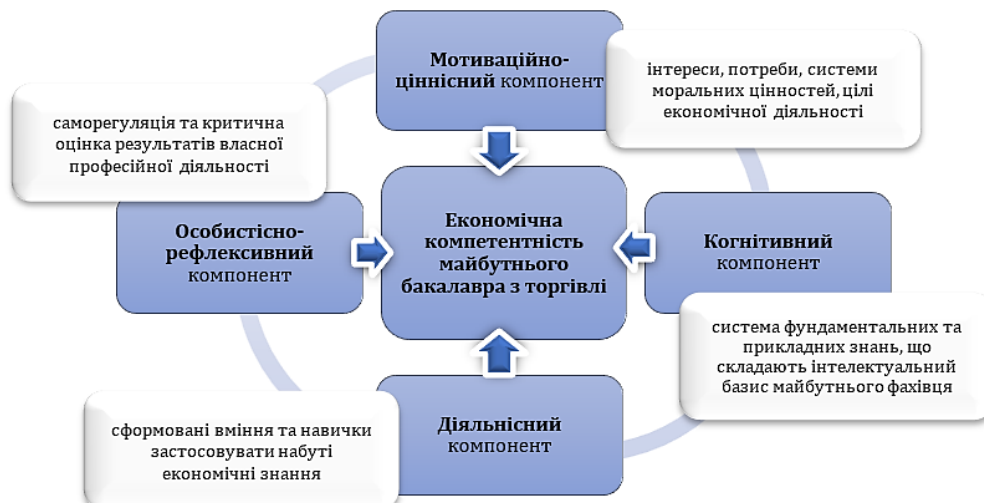 Мотиваційно-
ціннісний компонент
інтереси, потреби, системи
моральних цінностей, цілі
економічної діяльності
саморегуляція та критична
оцінка результатів власної
професійної діяльності
Особистісно-
рефлексивний
компонент
Економічна
компетентність
майбутнього
бакалавра з торгівлі
Когнітивний
компонент
система фундаментальних та
прикладних знань, що
складають інтелектуальний
базис майбутнього фахівця
Діяльнісний
компонент
сформовані вміння та навички
застосовувати набуті
економічні знання